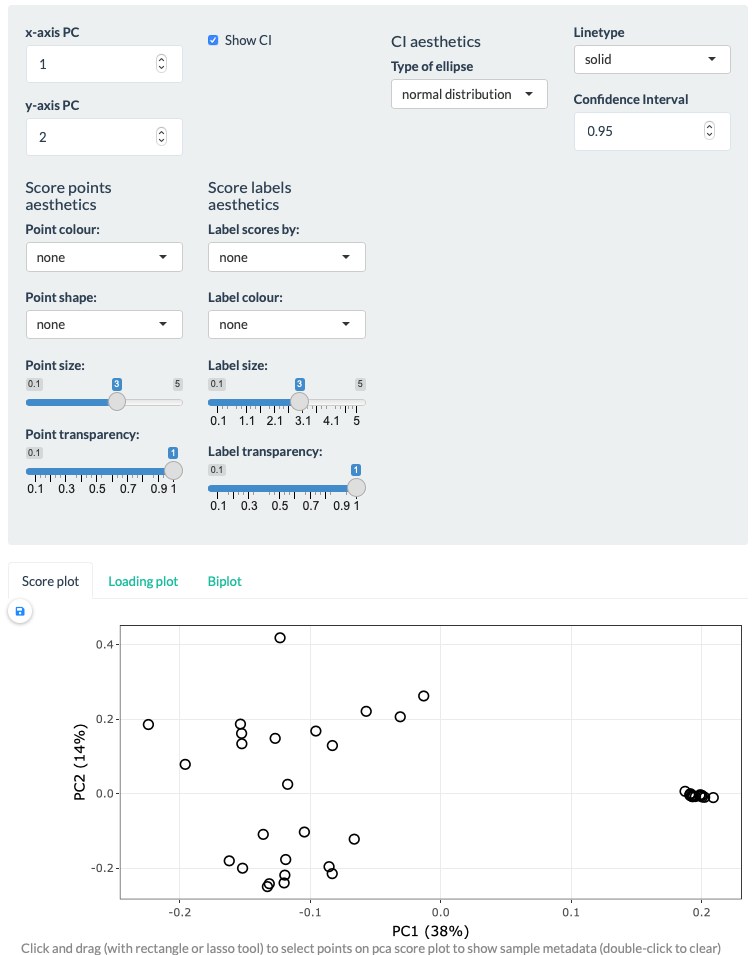 x-axis PC
1
y-axis PC
2
Show CI
CI aesthetics
Type of ellipse
normal distribution
Linetype
solid
Confidence Interval
0.95
Score points
aesthetics
Point colour:
none
Point shape:
none
Point size:
0.1 3 5
Point transparency:
0.1 1
0.1 0.3 0.5 0.7 0.9 1
Score labels
aesthetics
Label scores by:
none
Label colour:
none
Label size:
0.1 3 5
0.1 1.1 2.1 3.1 4.1 5
Label transparency:
0.1 1
0.1 0.3 0.5 0.7 0.9 1
Score plot Loading plot Biplot
PC2 (14%)
0.4
0.2
0.0
-0.2
-0.2 -0.1 0.0 0.1 0.2
PC1 (38%)
Click and drag (with rectangle or lasso tool) to select points on pca score plot to show sample metadata (double-click to clear)